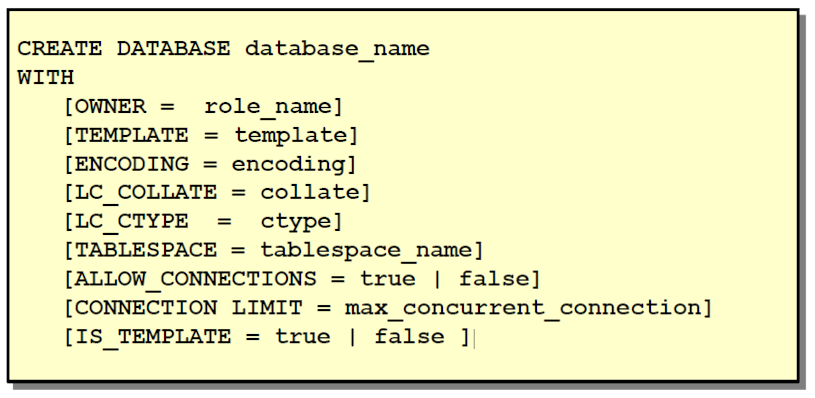 CREATE DATABASE database_name
WITH
[OWNER =  role_name]
[TEMPLATE = template]
[ENCODING = encoding]
[LC_COLLATE = collate]
[LC_CTYPE  =  ctype]
[TABLESPACE = tablespace_name]
[ALLOW_CONNECTIONS = true | false]
[CONNECTION LIMIT = max_concurrent_connection]
[IS_TEMPLATE = true | false ]